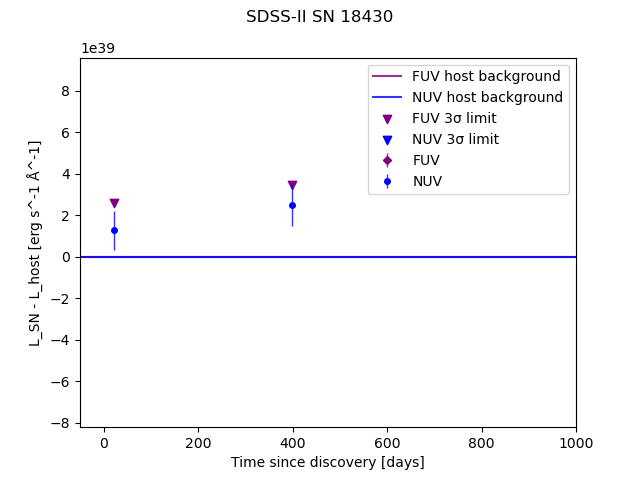 SDSS-II SN 18430
1e39
FUV host background
NUV host background
FUV 3σ limit
NUV 3σ limit
FUV
NUV
L_SN - L_host [erg s^-1 Å^-1]
8
6
4
2
0
−2
−4
−6
−8
0 200 400 600 800 1000
Time since discovery [days]